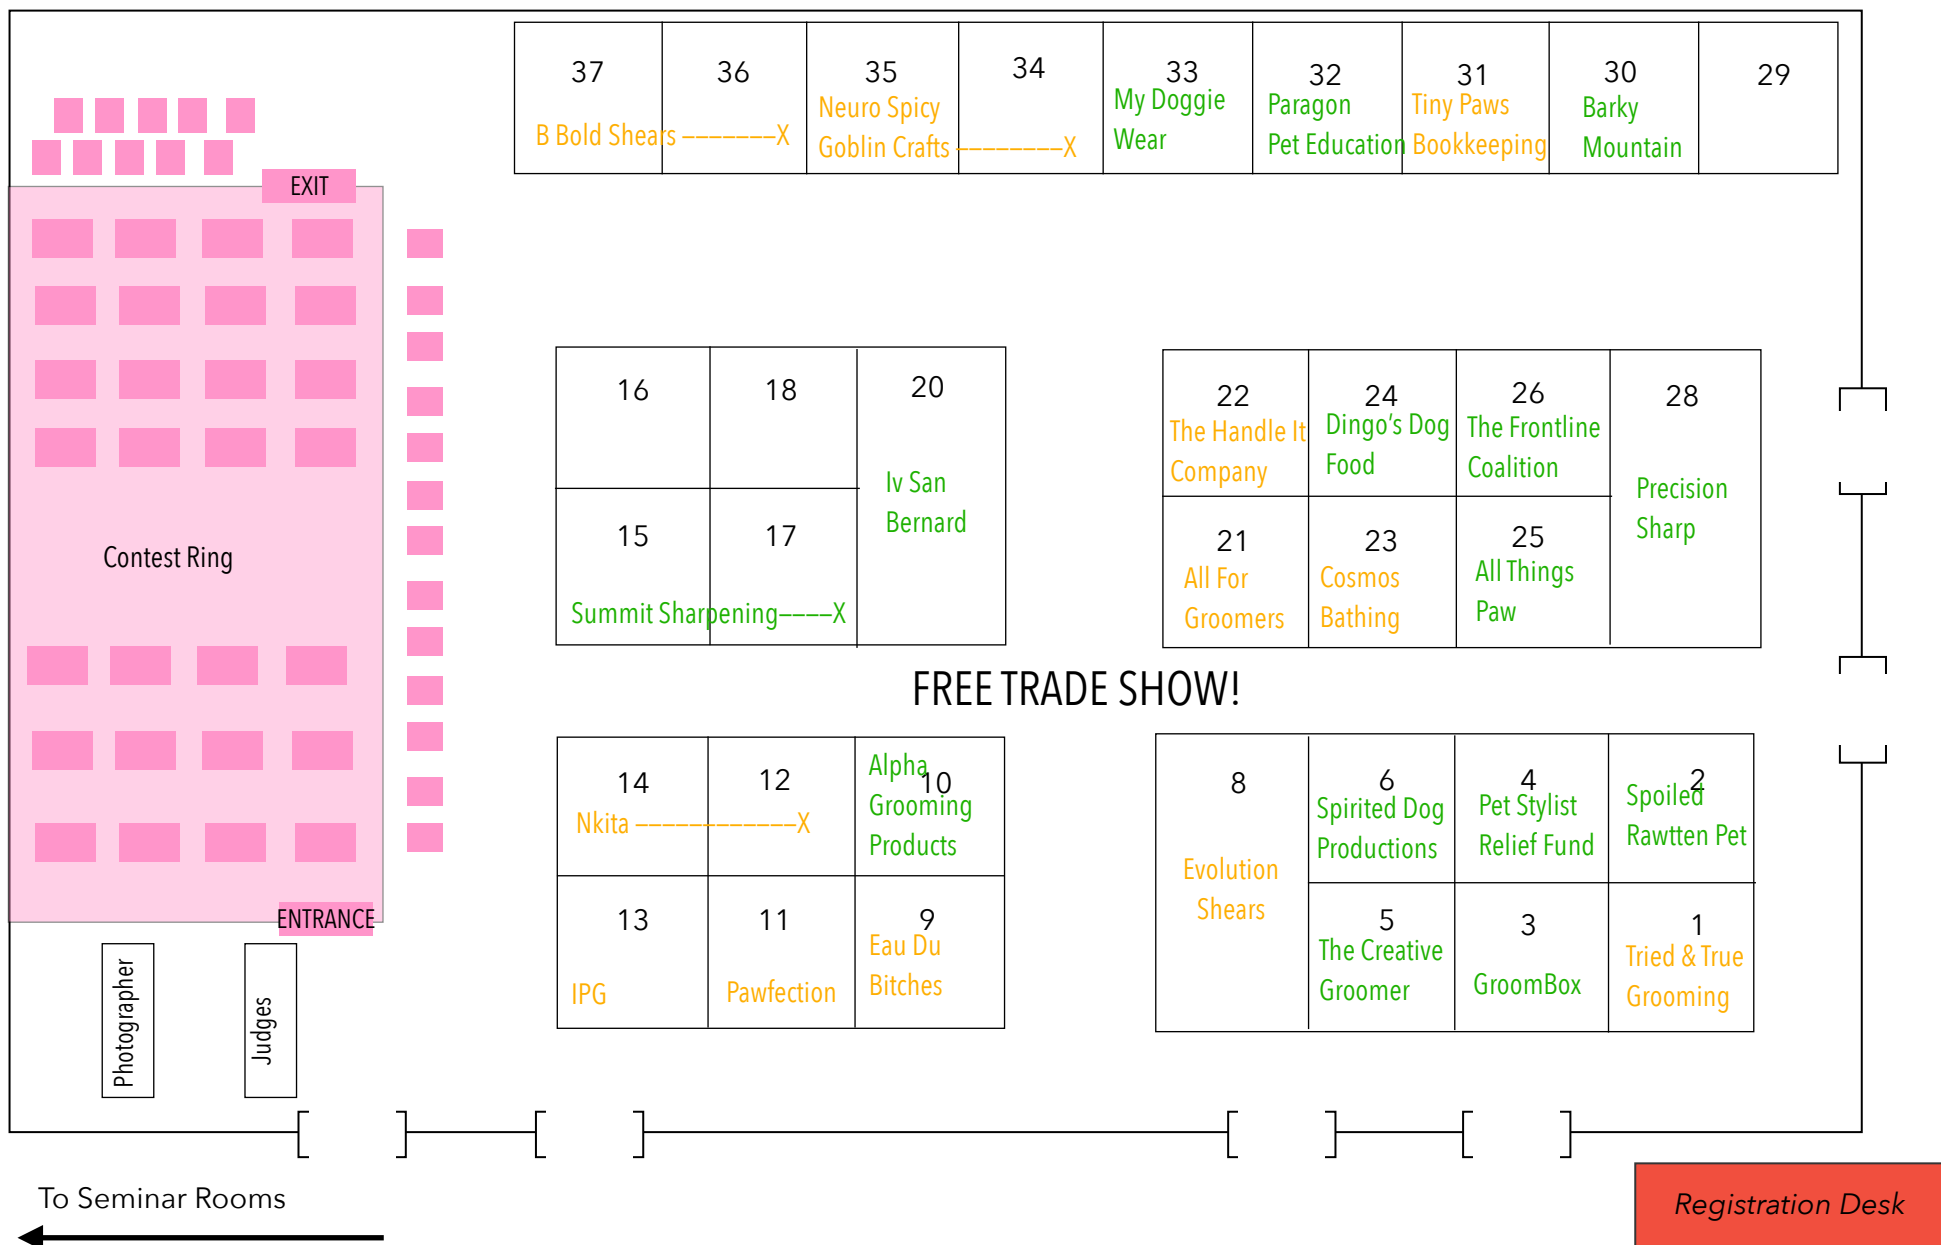 37
36
35
34
33
32
31
30
29
B Bold Shears –––––––X
Neuro Spicy
Goblin Crafts ––––––––X
My Doggie
Wear
Paragon
Pet Education
Tiny Paws
Bookkeeping
Barky
Mountain
EXIT
Contest Ring
ENTRANCE
Photographer
Judges
16
18
20
Iv San
Bernard
15
17
Summit Sharpening––––X
22
The Handle It
Company
24
Dingo’s Dog
Food
26
The Frontline
Coalition
28
Precision
Sharp
21
All For
Groomers
23
Cosmos
Bathing
25
All Things
Paw
FREE TRADE SHOW!
14
12
Nkita ––––––––––––X
10
Alpha
Grooming
Products
13
IPG
11
Pawfection
9
Eau Du
Bitches
8
Evolution
Shears
6
Spirited Dog
Productions
4
Pet Stylist
Relief Fund
2
Spoiled
Rawtten Pet
5
The Creative
Groomer
3
GroomBox
1
Tried & True
Grooming
To Seminar Rooms
Registration Desk